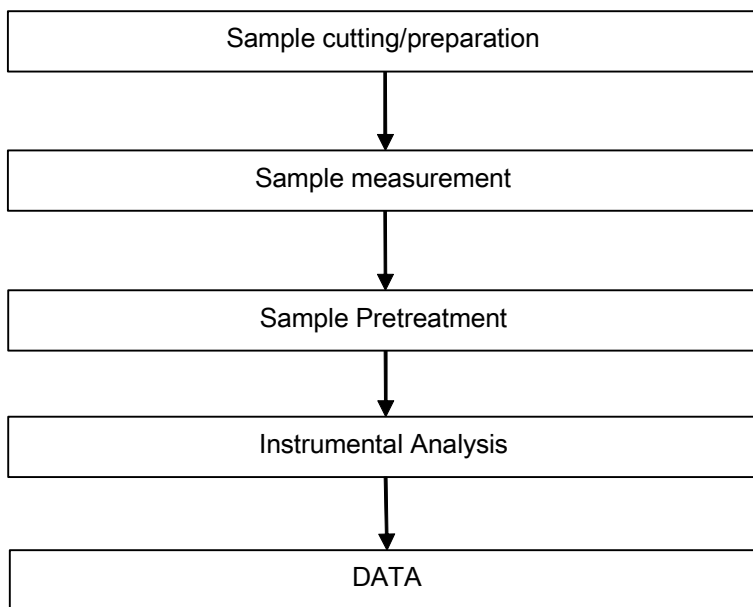 Sample cutting/preparation
Sample measurement
Sample Pretreatment
Instrumental Analysis
DATA